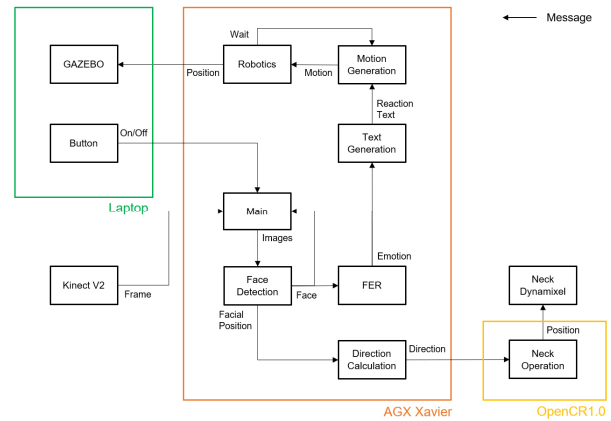 Message
Wait
GAZEBO
Position
Robotics
Motion
Motion
Generation
Reaction
Text
Button
On/Off
Text
Generation
Laptop
Main
Images
Emotion
Kinect V2
Frame
Face
Detection
Face
FER
Neck
Dynamixel
Facial
Position
Position
Direction
Calculation
Direction
Neck
Operation
AGX Xavier
OpenCR1.0